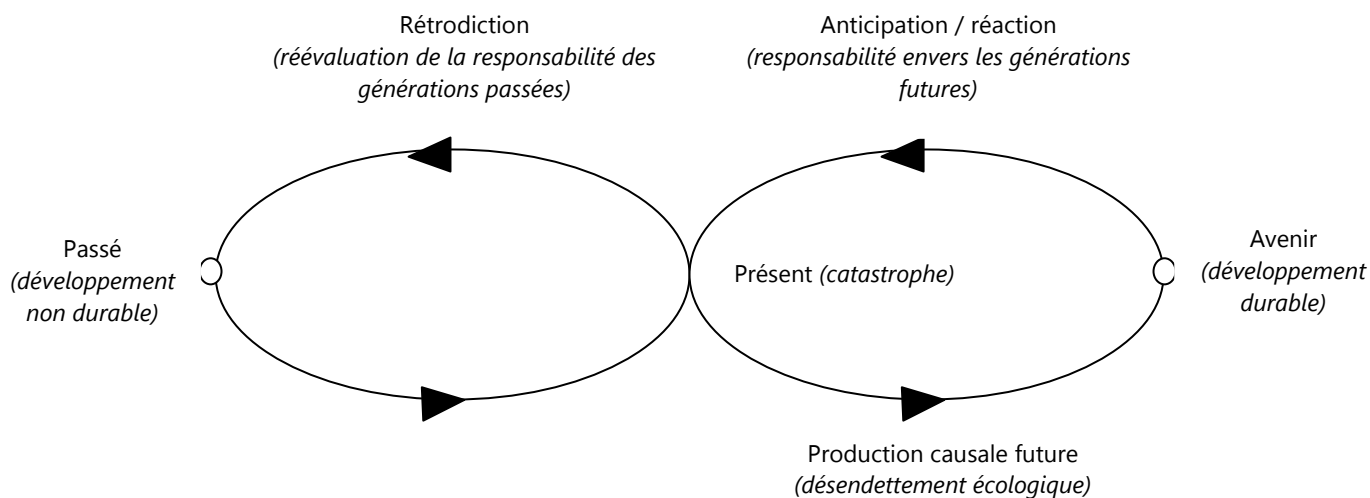 Rétrodiction
(réévaluation de la responsabilité des
générations passées)
Anticipation / réaction
(responsabilité envers les générations
futures)
Passé
(développement
non durable)
Présent (catastrophe)
Avenir
(développement
durable)
Production causale future
(désendettement écologique)